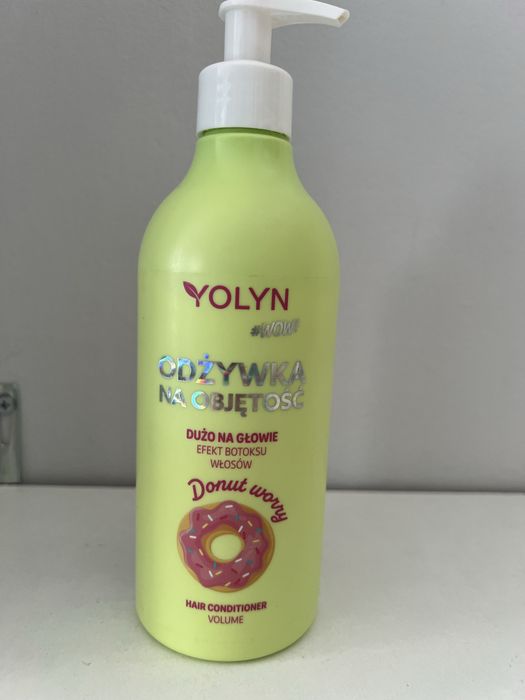 YOLYN
#WOW!
ODŻYWKA
NA OBJĘTOŚĆ
DUŻO NA GŁOWIE
EFEKT BOTOKSU
WŁOSÓW
Donut worry
HAIR CONDITIONER
VOLUME